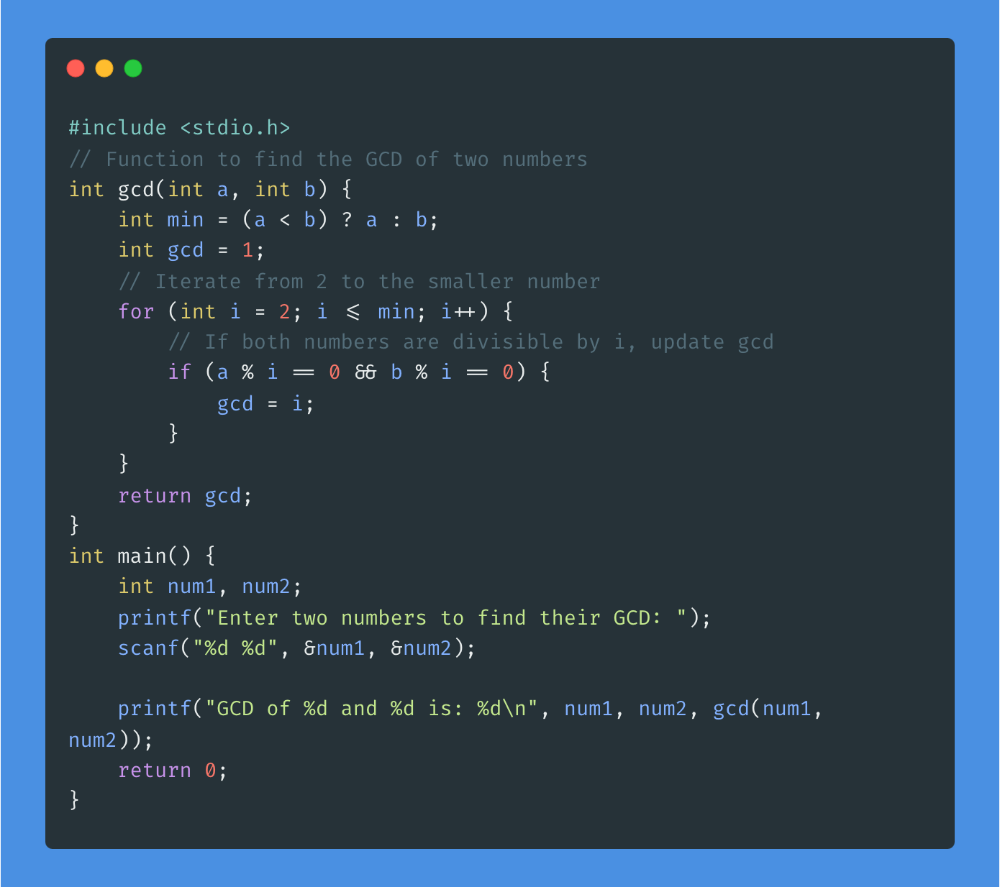 #include <stdio.h>
// Function to find the GCD of two numbers
int gcd(int a, int b) {
    int min = (a < b) ? a : b;
    int gcd = 1;
    // Iterate from 2 to the smaller number
    for (int i = 2; i <= min; i++) {
        // If both numbers are divisible by i, update gcd
        if (a % i == 0 && b % i == 0) {
            gcd = i;
        }
    }
    return gcd;
}
int main() {
    int num1, num2;
    printf("Enter two numbers to find their GCD: ");
    scanf("%d %d", &num1, &num2);

    printf("GCD of %d and %d is: %d\n", num1, num2, gcd(num1,
num2));
    return 0;
}